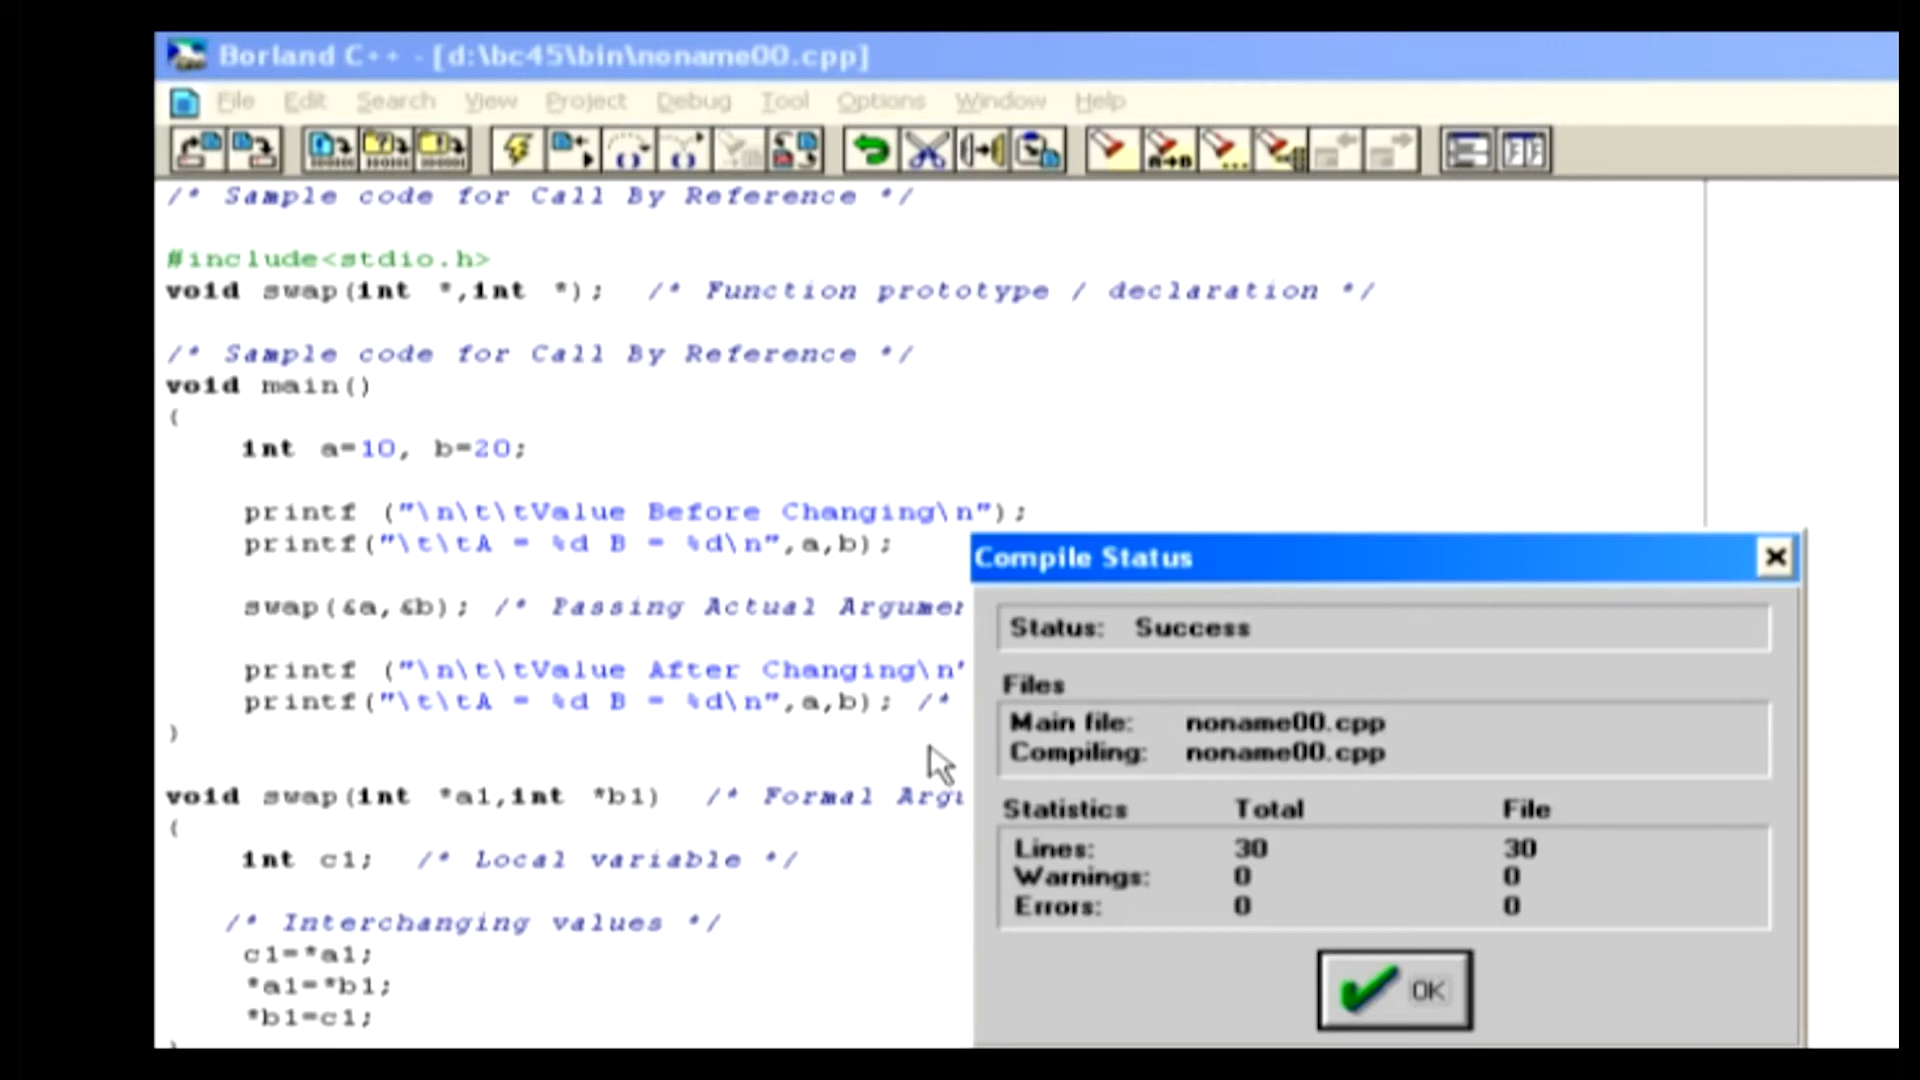 Borland C++ - [d:\bc45\bin\noname00.cpp]
File Edit Search View Project Debug Tool Options Window Help
/* Sample code for Call By Reference */
#include<stdio.h>
void swap(int *,int *); /* Function prototype / declaration */
/* Sample code for Call By Reference */
void main()
{
int a=10, b=20;
printf ("\n\t\tValue Before Changing\n");
printf("\t\tA = %d B = %d\n",a,b);
swap(&a,&b); /* Passing Actual Argumen
printf ("\n\t\tValue After Changing\n"
printf("\t\tA = %d B = %d\n",a,b); /*
}
void swap(int *a1,int *b1) /* Formal Argu
{
int c1; /* Local variable */
/* Interchanging values */
c1=*a1;
*a1=*b1;
*b1=c1;
Compile Status
Status: Success
Files
Main file: noname00.cpp
Compiling: noname00.cpp
Statistics Total File
Lines: 30 30
Warnings: 0 0
Errors: 0 0
OK